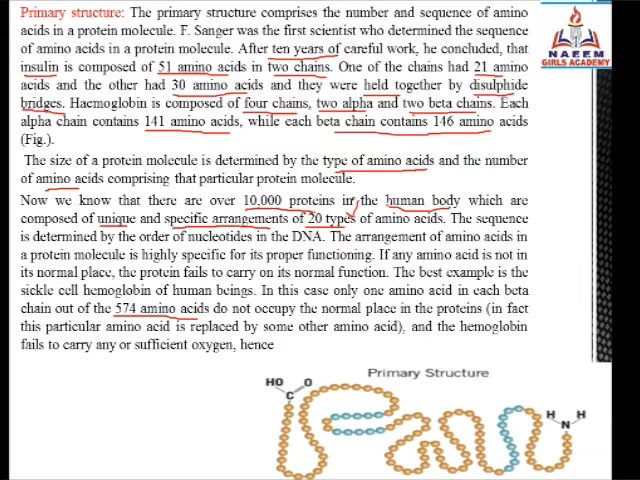 Primary structure: The primary structure comprises the number and sequence of amino
acids in a protein molecule. F. Sanger was the first scientist who determined the sequence
of amino acids in a protein molecule. After ten years of careful work, he concluded, that
insulin is composed of 51 amino acids in two chains. One of the chains had 21 amino
acids and the other had 30 amino acids and they were held together by disulphide
bridges. Haemoglobin is composed of four chains, two alpha and two beta chains. Each
alpha chain contains 141 amino acids, while each beta chain contains 146 amino acids
(Fig.).
The size of a protein molecule is determined by the type of amino acids and the number
of amino acids comprising that particular protein molecule.
Now we know that there are over 10,000 proteins in the human body which are
composed of unique and specific arrangements of 20 types of amino acids. The sequence
is determined by the order of nucleotides in the DNA. The arrangement of amino acids in
a protein molecule is highly specific for its proper functioning. If any amino acid is not in
its normal place, the protein fails to carry on its normal function. The best example is the
sickle cell hemoglobin of human beings. In this case only one amino acid in each beta
chain out of the 574 amino acids do not occupy the normal place in the proteins (in fact
this particular amino acid is replaced by some other amino acid), and the hemoglobin
fails to carry any or sufficient oxygen, hence
NAEEM
GIRLS ACADEMY
Primary Structure
HO O
C
H H
N